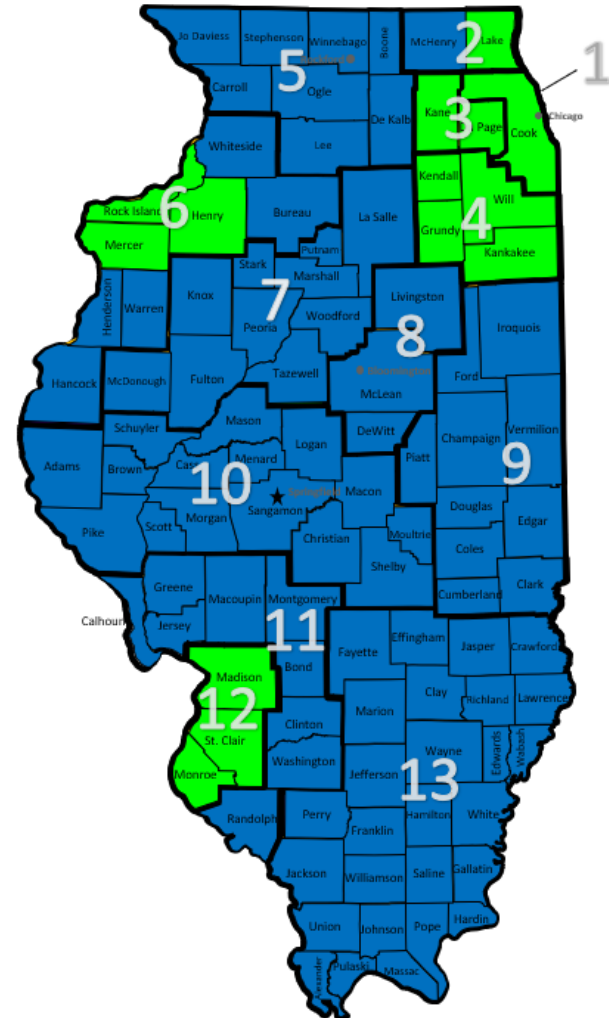 Jo Daviess
Stephenson
Winnebago
Boone
McHenry
2
Lake
1
5
Carroll
Ogle
De Kalb
Kane
3
Page
Cook
Chicago
Whiteside
Lee
Kendall
Will
Rock Island
6
Henry
Bureau
La Salle
Grundy
4
Mercer
Putnam
Kankakee
Stark
Marshall
Henderson
Warren
Knox
7
Peoria
Woodford
Livingston
8
Iroquois
Hancock
McDonough
Fulton
Tazewell
McLean
Ford
Schuyler
Mason
Logan
DeWitt
Piatt
Champaign
Vermilion
9
Adams
Brown
Cass
Menard
10
Macon
Sangamon
Pike
Scott
Morgan
Christian
Moultrie
Douglas
Edgar
Coles
Shelby
Greene
Macoupin
Montgomery
Cumberland
Clark
Calhoun
Jersey
11
Bond
Fayette
Effingham
Jasper
Crawford
Madison
12
Clinton
Marion
Clay
Richland
Lawrence
St. Clair
Washington
Jefferson
Wayne
Edwards
Wabash
Monroe
13
Randolph
Perry
Franklin
Hamilton
White
Jackson
Williamson
Saline
Gallatin
Union
Johnson
Pope
Hardin
Alexander
Pulaski
Massac